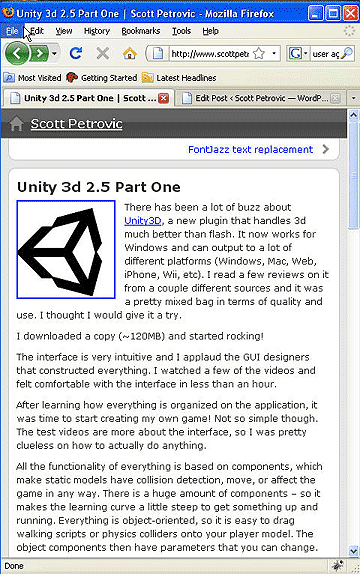 Unity 3d 2.5 Part One | Scott Petrovic - Mozilla Firefox
File Edit View History Bookmarks Tools Help
http://www.scottpet
user ag
Most Visited Getting Started Latest Headlines
Unity 3d 2.5 Part One | Scott ... Edit Post ‹ Scott Petrovic — WordP...
Scott Petrovic
FontJazz text replacement
Unity 3d 2.5 Part One
There has been a lot of buzz about
Unity3D, a new plugin that handles 3d
much better than flash. It now works for
Windows and can output to a lot of
different platforms (Windows, Mac, Web,
iPhone, Wii, etc). I read a few reviews on it
from a couple different sources and it was
a pretty mixed bag in terms of quality and
use. I thought I would give it a try.
I downloaded a copy (~120MB) and started rocking!
The interface is very intuitive and I applaud the GUI designers
that constructed everything. I watched a few of the videos and
felt comfortable with the interface in less than an hour.
After learning how everything is organized on the application, it
was time to start creating my own game! Not so simple though.
The test videos are more about the interface, so I was pretty
clueless on how to actually do anything.
All the functionality of everything is based on components, which
make static models have collision detection, move, or affect the
game in any way. There is a huge amount of components – so it
makes the learning curve a little steep to get something up and
running. Everything is object-oriented, so it is easy to drag
walking scripts or physics colliders onto your player model. The
object components then have parameters that you can change.
Done